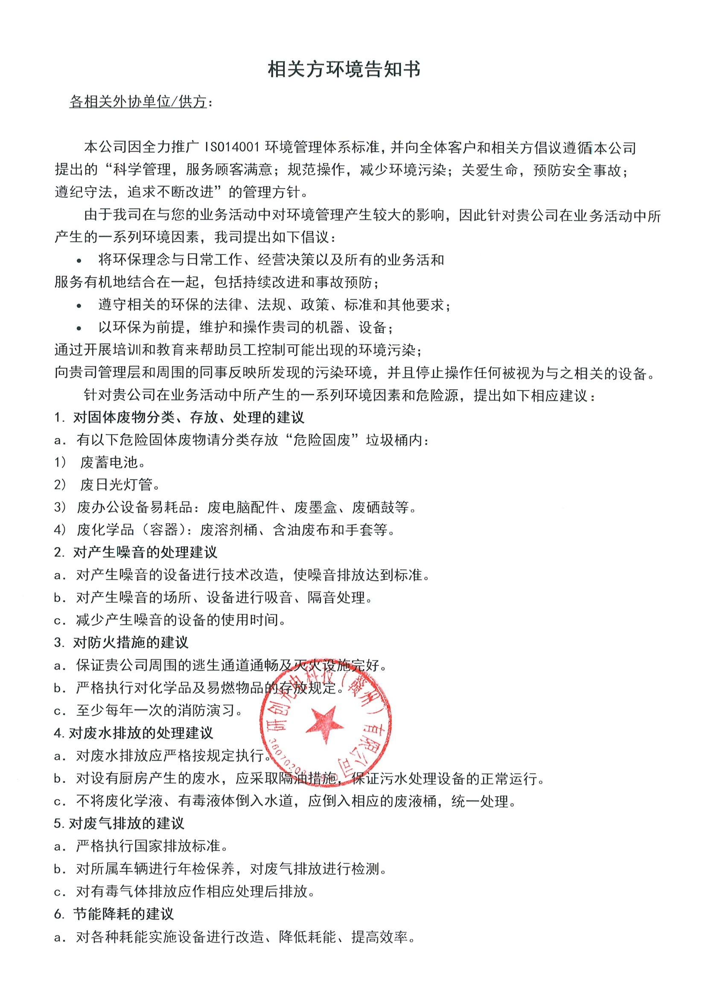 相关方环境告知书
各相关外协单位/供方：
本公司因全力推广 ISO14001 环境管理体系标准，并向全体客户和相关方倡议遵循本公司
提出的“科学管理，服务顾客满意；规范操作，减少环境污染；关爱生命，预防安全事故；
遵纪守法，追求不断改进”的管理方针。
由于我司在与您的业务活动中对环境管理产生较大的影响，因此针对贵公司在业务活动中所
产生的一系列环境因素，我司提出如下倡议：
• 将环保理念与日常工作、经营决策以及所有的业务活和
服务有机地结合在一起，包括持续改进和事故预防；
• 遵守相关的环保的法律、法规、政策、标准和其他要求；
• 以环保为前提，维护和操作贵司的机器、设备；
通过开展培训和教育来帮助员工控制可能出现的环境污染；
向贵司管理层和周围的同事反映所发现的污染环境，并且停止操作任何被视为与之相关的设备。
针对贵公司在业务活动中所产生的一系列环境因素和危险源，提出如下相应建议：
1. 对固体废物分类、存放、处理的建议
a. 有以下危险固体废物请分类存放“危险固废”垃圾桶内：
1) 废蓄电池。
2) 废日光灯管。
3) 废办公设备易耗品：废电脑配件、废墨盒、废硒鼓等。
4) 废化学品（容器）：废溶剂桶、含油废布和手套等。
2. 对产生噪音的处理建议
a. 对产生噪音的设备进行技术改造，使噪音排放达到标准。
b. 对产生噪音的场所、设备进行吸音、隔音处理。
c. 减少产生噪音的设备的使用时间。
3. 对防火措施的建议
a. 保证贵公司周围的逃生通道通畅及灭火设施完好。
b. 严格执行对化学品及易燃物品的存放规定。
c. 至少每年一次的消防演习。
研创光电科技（赣州）有限公司
4.对废水排放的处理建议
a. 对废水排放应严格按规定执行。
b. 对设有厨房产生的废水，应采取隔油措施，保证污水处理设备的正常运行。
c. 不将废化学液、有毒液体倒入水道，应倒入相应的废液桶，统一处理。
5.对废气排放的建议
a. 严格执行国家排放标准。
b. 对所属车辆进行年检保养，对废气排放进行检测。
c. 对有毒气体排放应作相应处理后排放。
6. 节能降耗的建议
a. 对各种耗能实施设备进行改造、降低耗能、提高效率。